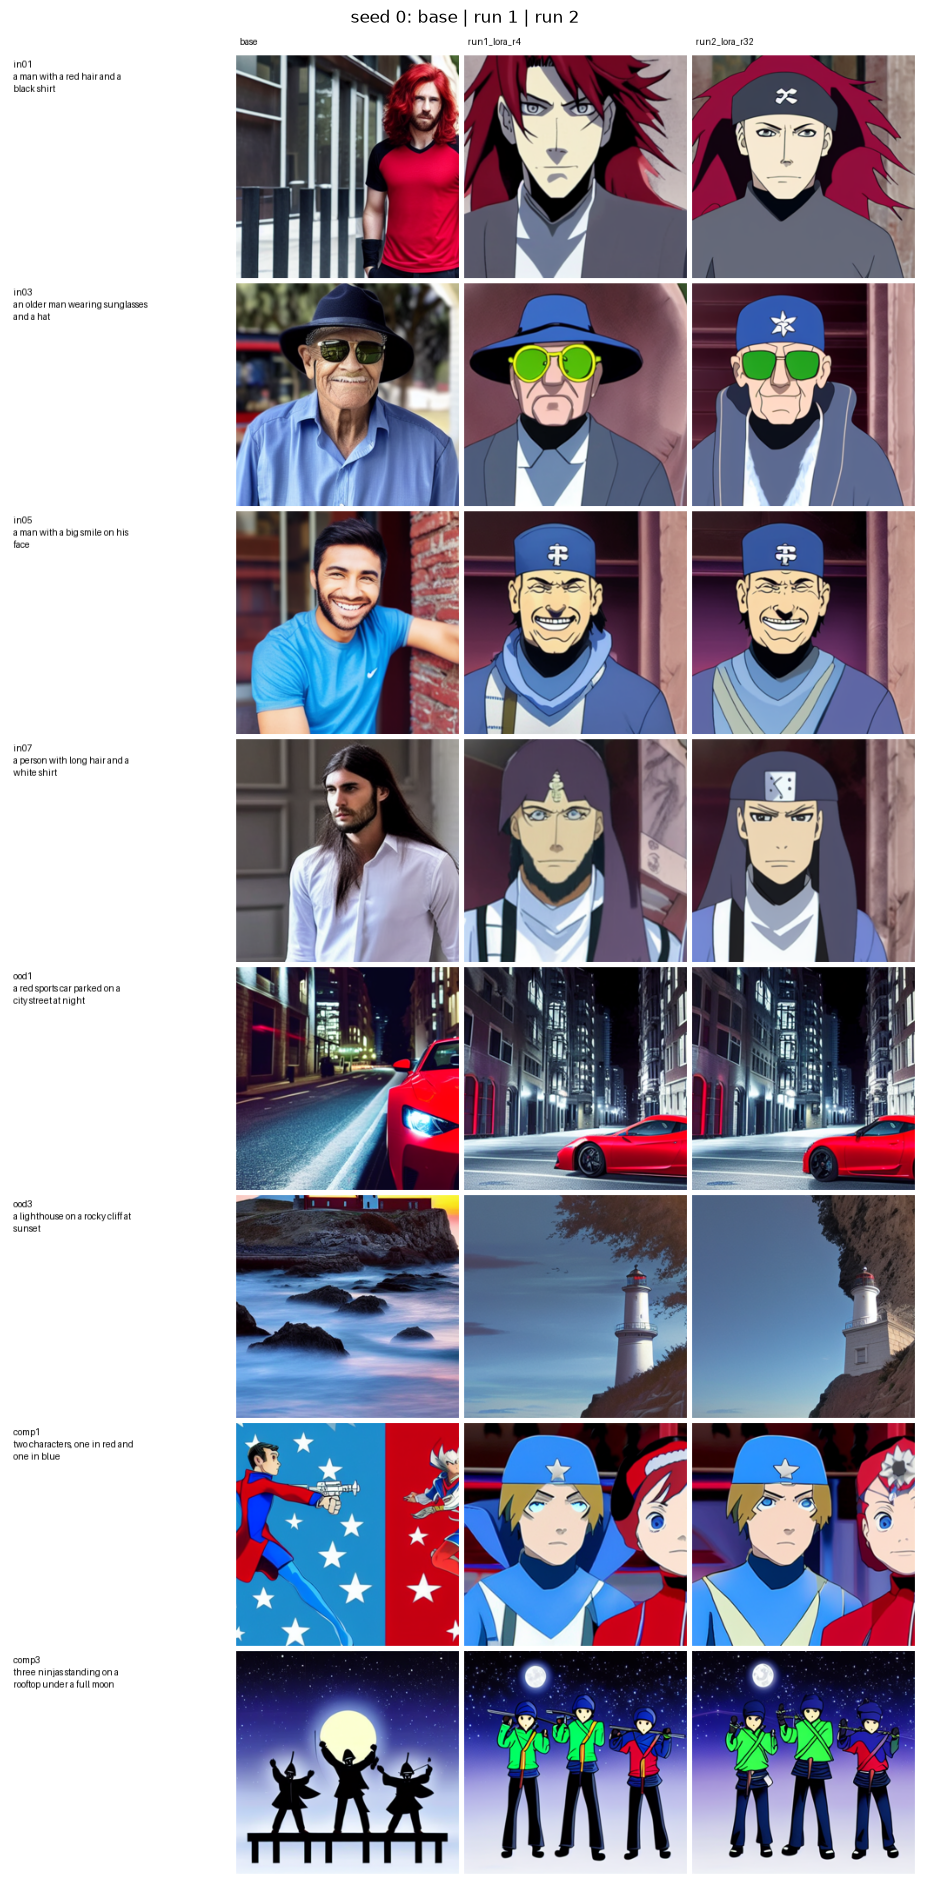 seed 0: base | run 1 | run 2
base
run1_lora_r4
run2_lora_r32
in01
a man with a red hair and a
black shirt
in03
an older man wearing sunglasses
and a hat
in05
a man with a big smile on his
face
in07
a person with long hair and a
white shirt
ood1
a red sports car parked on a
city street at night
ood3
a lighthouse on a rocky cliff at
sunset
comp1
two characters, one in red and
one in blue
comp3
three ninjas standing on a
rooftop under a full moon